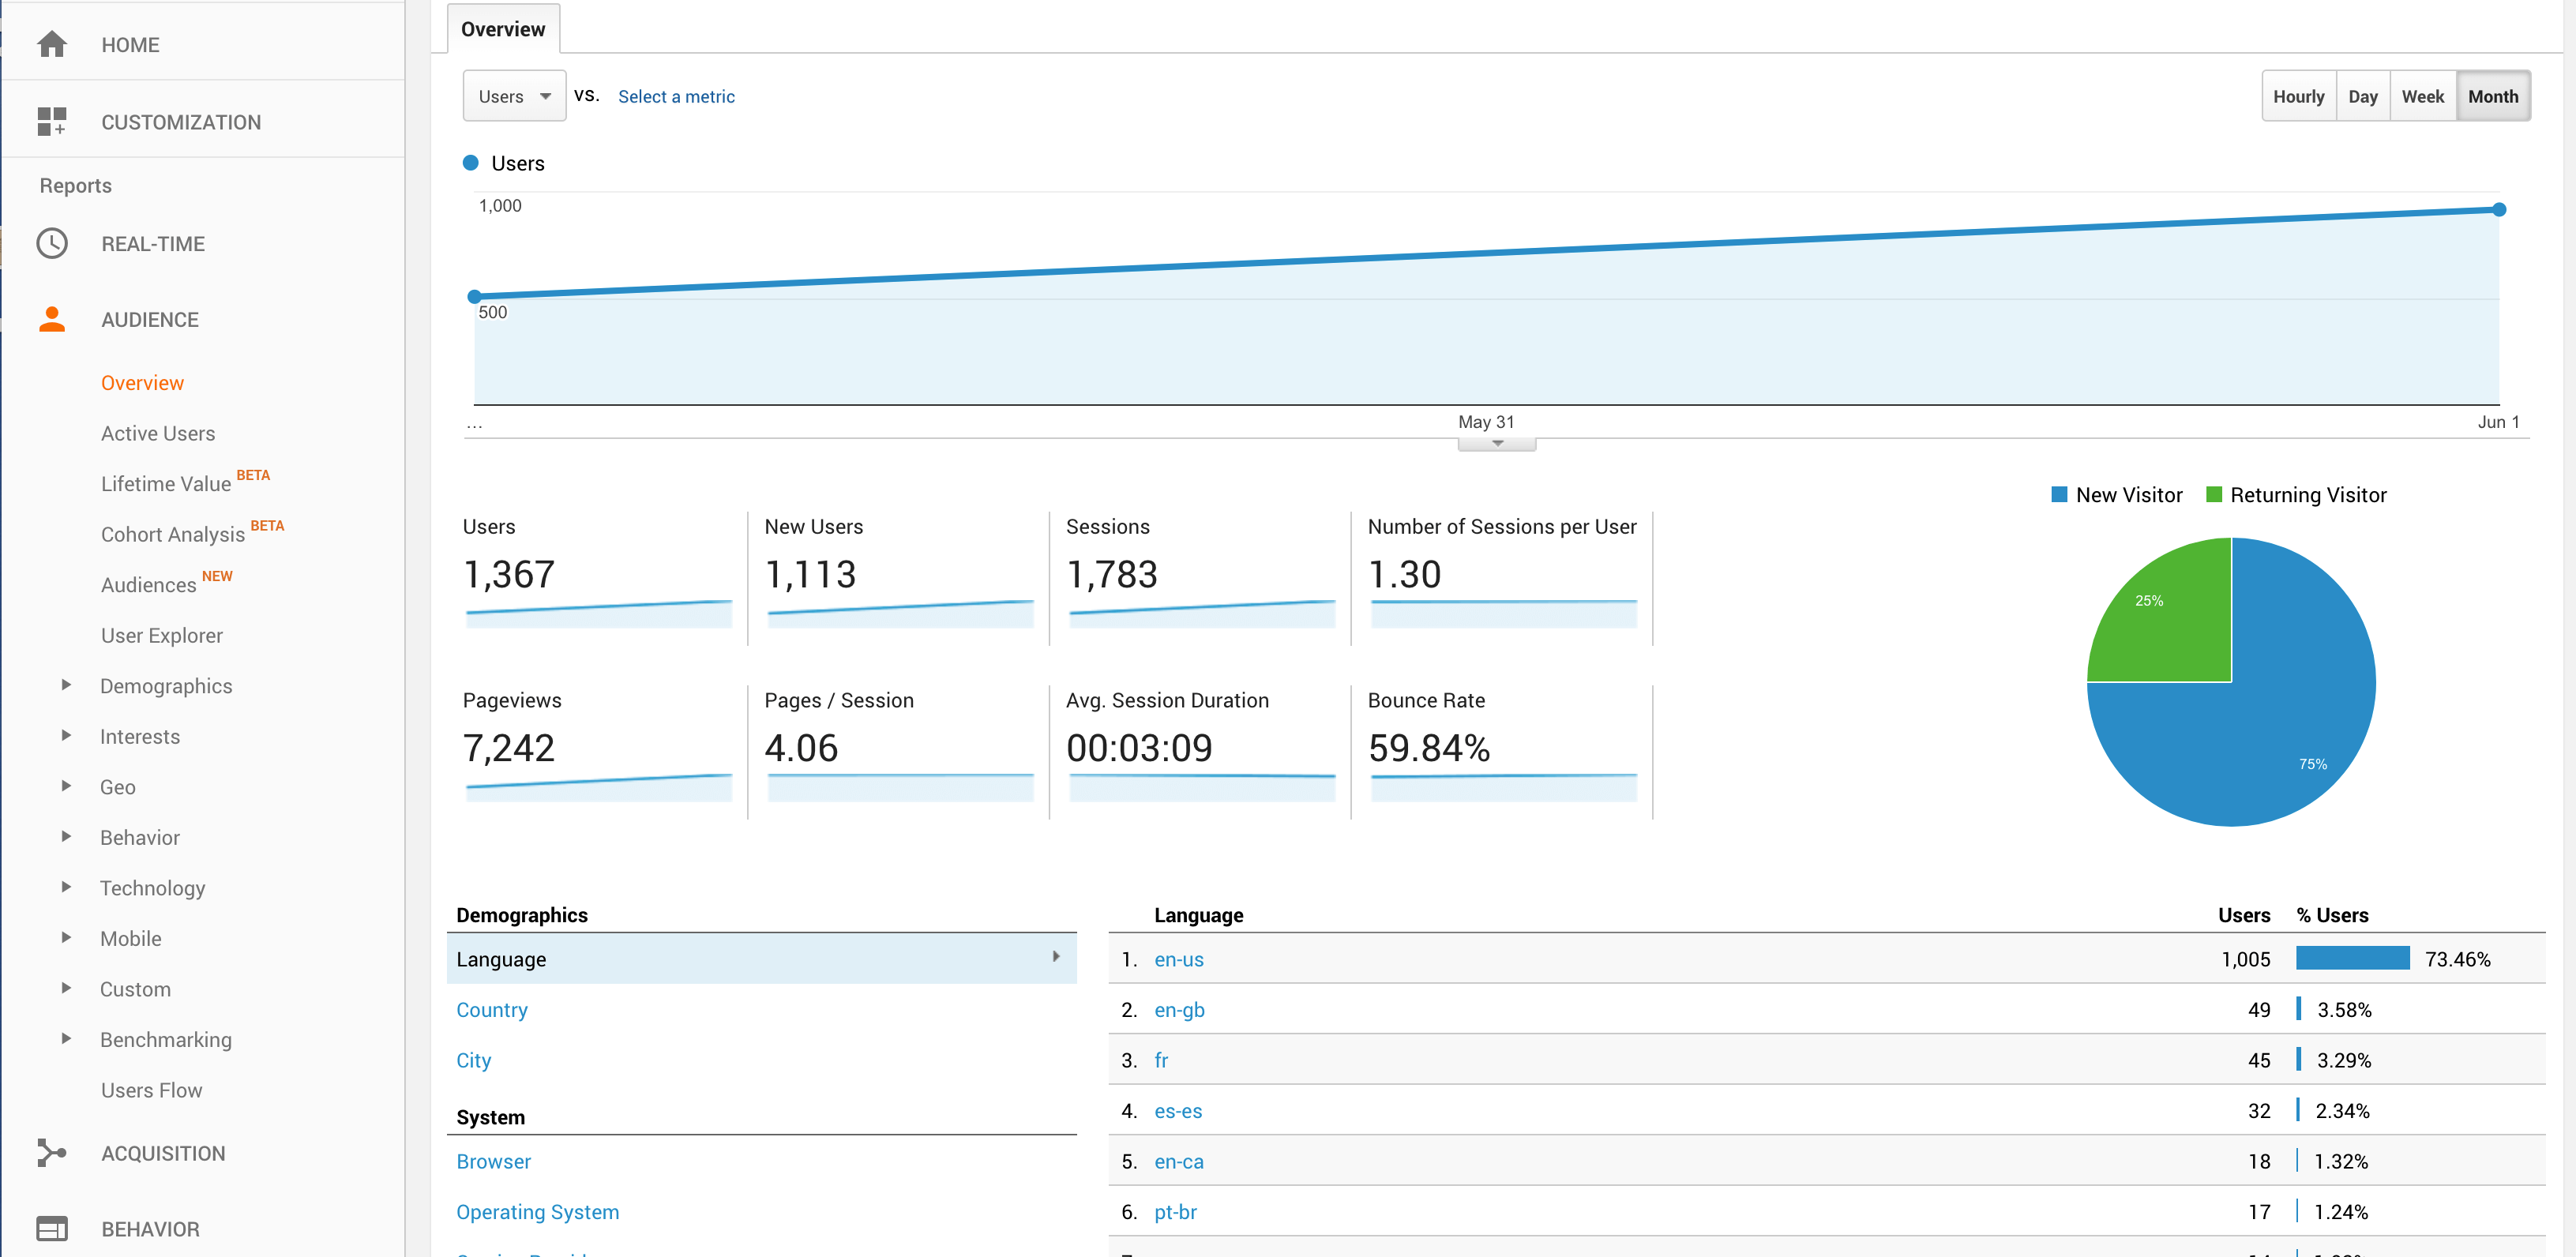 HOME
CUSTOMIZATION
Reports
REAL-TIME
AUDIENCE
Overview
Active Users
Lifetime Value BETA
Cohort Analysis BETA
Audiences NEW
User Explorer
Demographics
Interests
Geo
Behavior
Technology
Mobile
Custom
Benchmarking
Users Flow
ACQUISITION
BEHAVIOR
Overview
Users vs. Select a metric
Hourly Day Week Month
Users
1,000
500
... May 31 Jun 1
Users New Users Sessions Number of Sessions per User
1,367 1,113 1,783 1.30
Pageviews Pages / Session Avg. Session Duration Bounce Rate
7,242 4.06 00:03:09 59.84%
New Visitor Returning Visitor
25%
75%
Demographics
Language
Country
City
System
Browser
Operating System
Language Users % Users
1. en-us 1,005 73.46%
2. en-gb 49 3.58%
3. fr 45 3.29%
4. es-es 32 2.34%
5. en-ca 18 1.32%
6. pt-br 17 1.24%